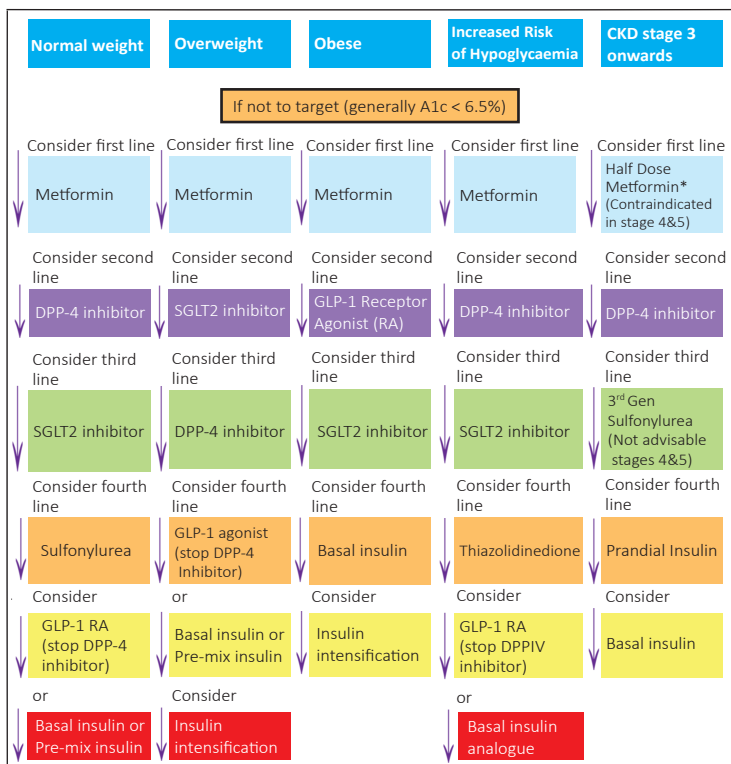 Normal weight
Overweight
Obese
Increased Risk
of Hypoglycaemia
CKD stage 3
onwards
If not to target (generally A1c < 6.5%)
Consider first line
Consider first line
Consider first line
Consider first line
Consider first line
Metformin
Metformin
Metformin
Metformin
Half Dose
Metformin*
(Contraindicated
in stage 4&5)
Consider second
line
Consider second
line
Consider second
line
Consider second
line
Consider second
line
DPP-4 inhibitor
SGLT2 inhibitor
GLP-1 Receptor
Agonist (RA)
DPP-4 inhibitor
DPP-4 inhibitor
Consider third
line
Consider third
line
Consider third
line
Consider third
line
Consider third
line
SGLT2 inhibitor
DPP-4 inhibitor
SGLT2 inhibitor
SGLT2 inhibitor
3rd Gen
Sulfonylurea
(Not advisable
stages 4&5)
Consider fourth
line
Consider fourth
line
Consider fourth
line
Consider fourth
line
Consider fourth
line
Sulfonylurea
GLP-1 agonist
(stop DPP-4
Inhibitor)
Basal insulin
Thiazolidinedione
Prandial Insulin
Consider
or
Consider
Consider
Consider
GLP-1 RA
(stop DPP-4
inhibitor)
Basal insulin or
Pre-mix insulin
Insulin
intensification
GLP-1 RA
(stop DPPIV
inhibitor)
Basal insulin
or
Consider
or
Basal insulin or
Pre-mix insulin
Insulin
intensification
Basal insulin
analogue